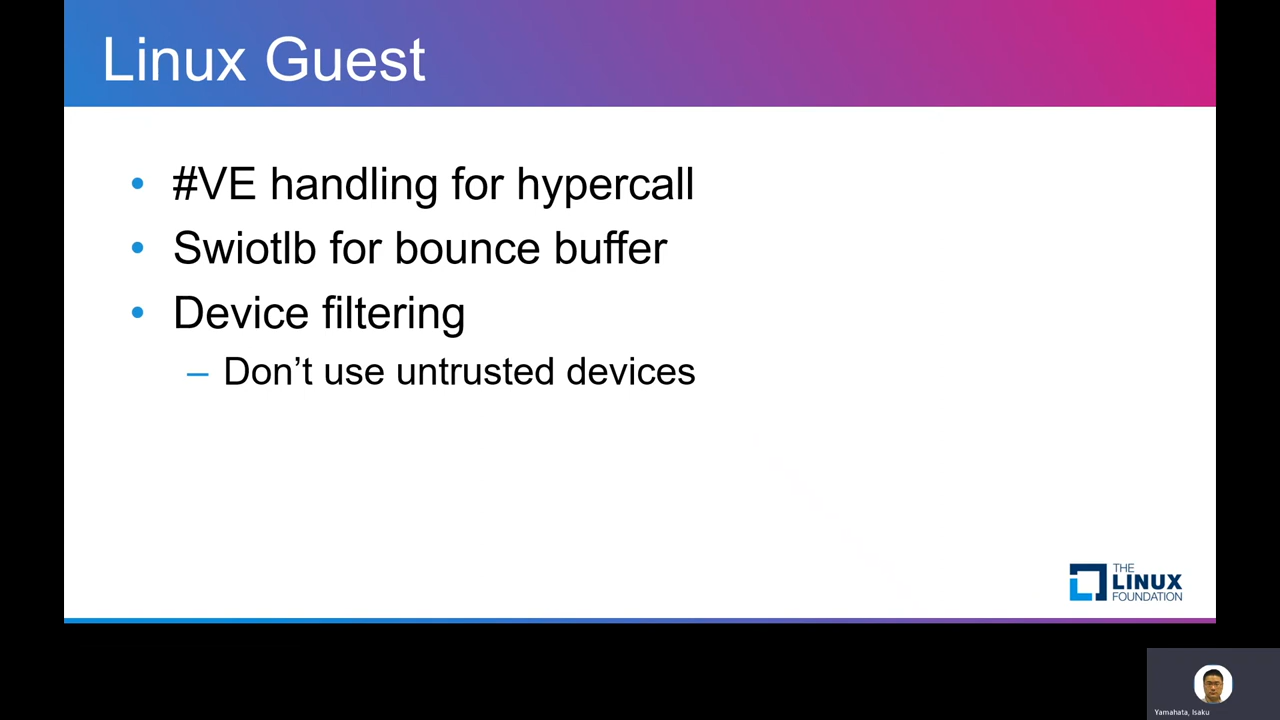 Linux Guest
• #VE handling for hypercall
• Swiotlb for bounce buffer
• Device filtering
– Don’t use untrusted devices
THE
LINUX
FOUNDATION
Yamahata, Isaku